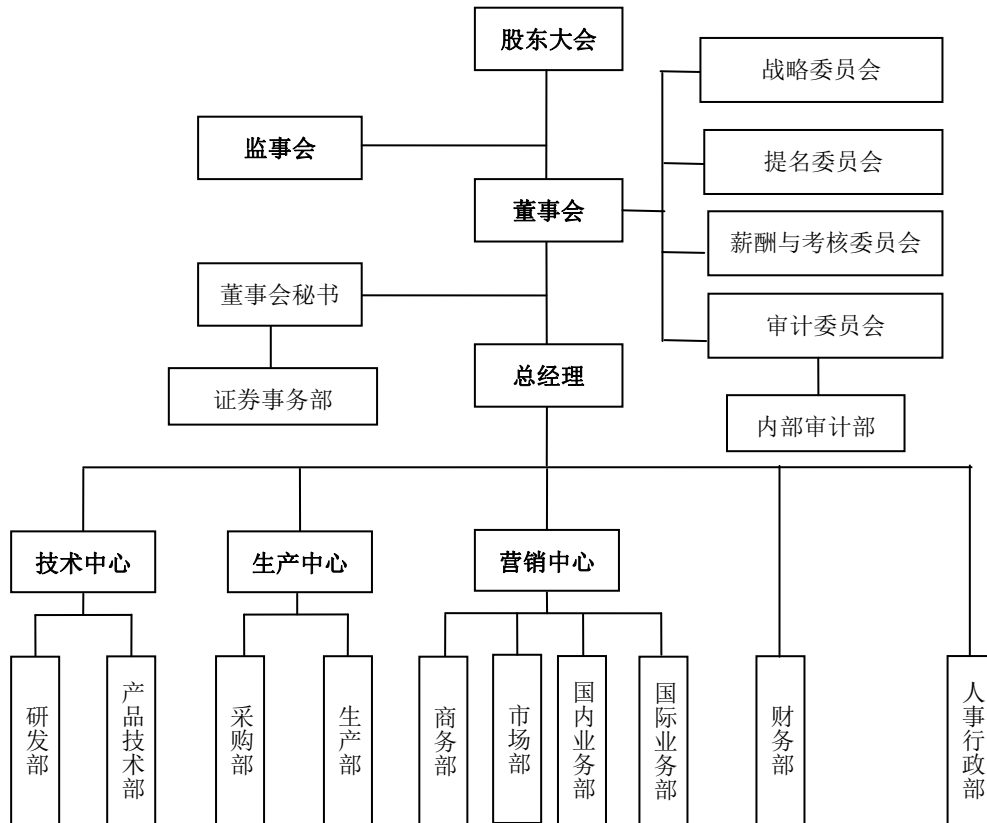 股东大会
战略委员会
监事会
提名委员会
董事会
薪酬与考核委员会
董事会秘书
审计委员会
总经理
证券事务部
内部审计部
技术中心
生产中心
营销中心
研发部
产品技术部
采购部
生产部
商务部
市场部
国内业务部
国际业务部
财务部
人事行政部